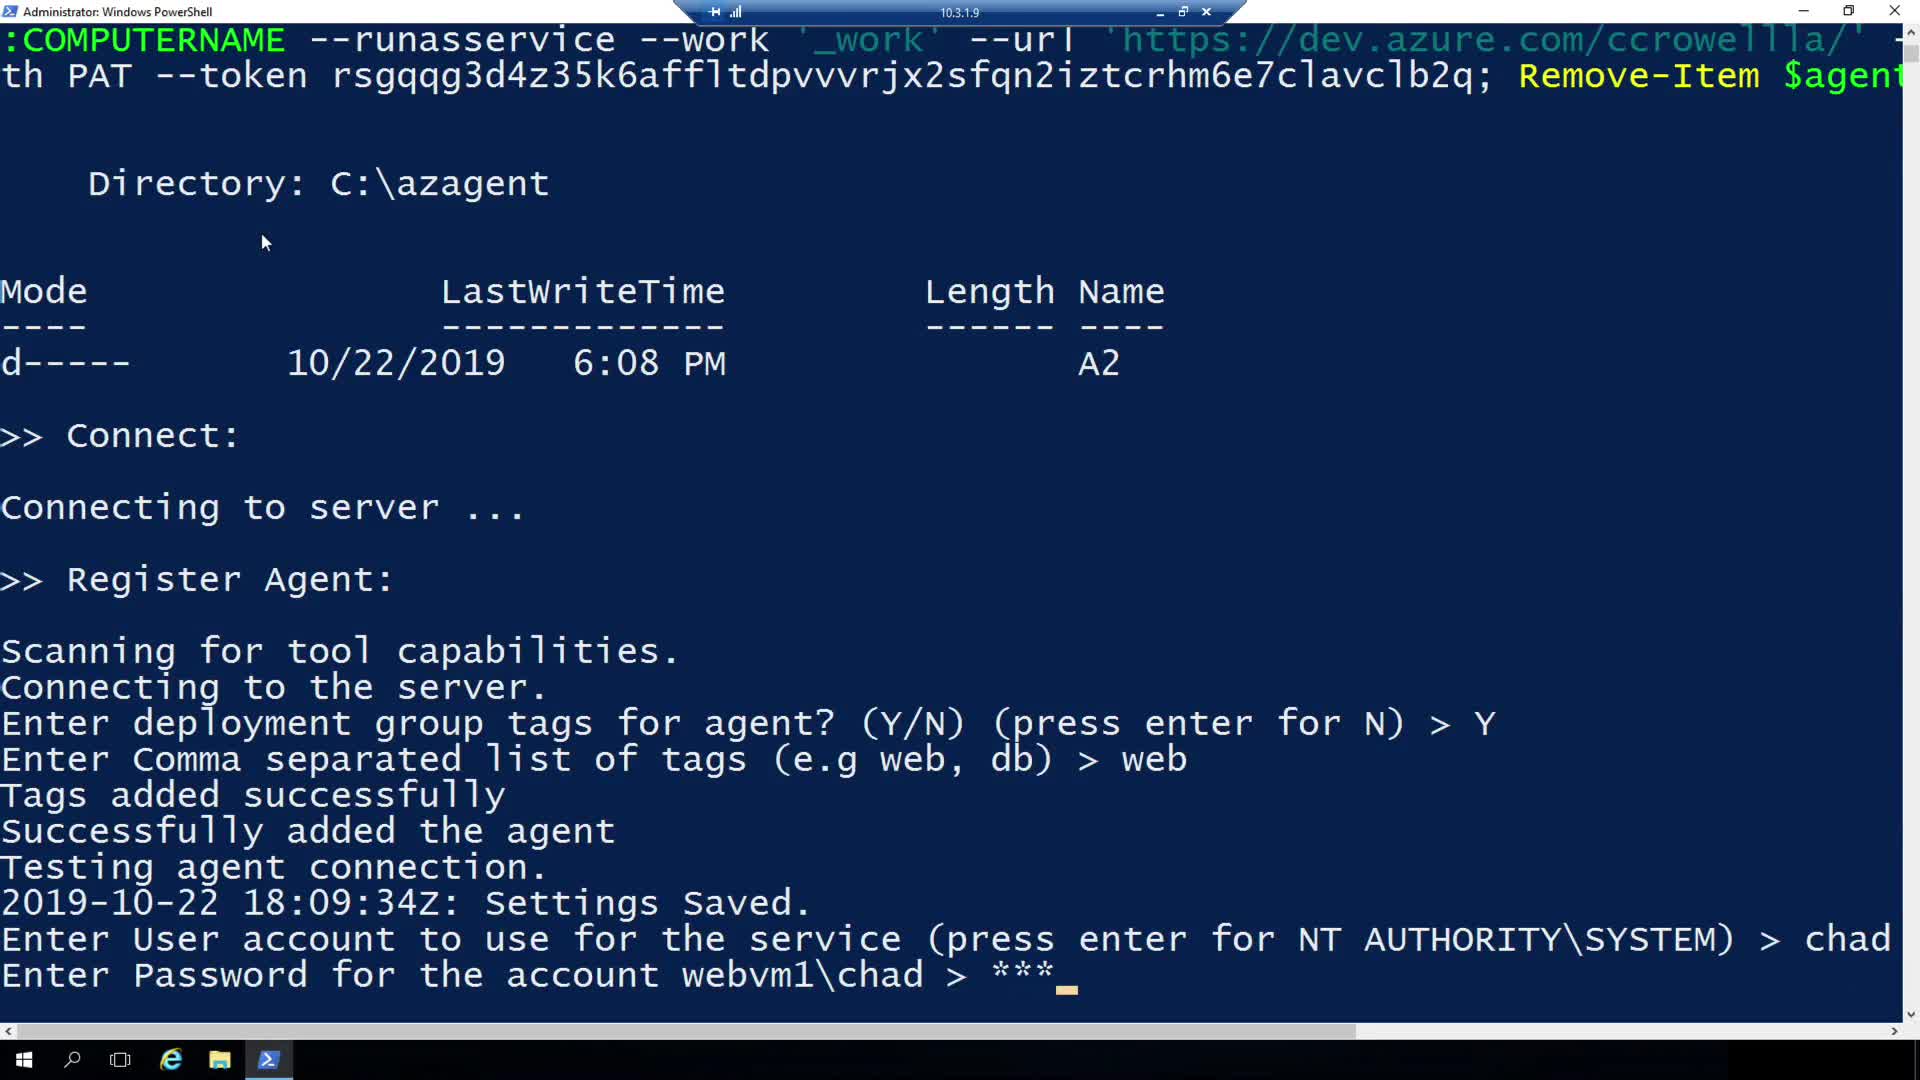 Administrator: Windows PowerShell
10.3.1.9
:COMPUTERNAME --runasservice --work '_work' --url 'https://dev.azure.com/ccrowellla/' -
th PAT --token rsgqqg3d4z35k6affltdpvvvrjx2sfqn2iztcrhm6e7clavclb2q; Remove-Item $agent
Directory: C:\azagent
Mode LastWriteTime Length Name
---- ------------- ------ ----
d----- 10/22/2019 6:08 PM A2
>> Connect:
Connecting to server ...
>> Register Agent:
Scanning for tool capabilities.
Connecting to the server.
Enter deployment group tags for agent? (Y/N) (press enter for N) > Y
Enter Comma separated list of tags (e.g web, db) > web
Tags added successfully
Successfully added the agent
Testing agent connection.
2019-10-22 18:09:34Z: Settings Saved.
Enter User account to use for the service (press enter for NT AUTHORITY\SYSTEM) > chad
Enter Password for the account webvm1\chad > ***